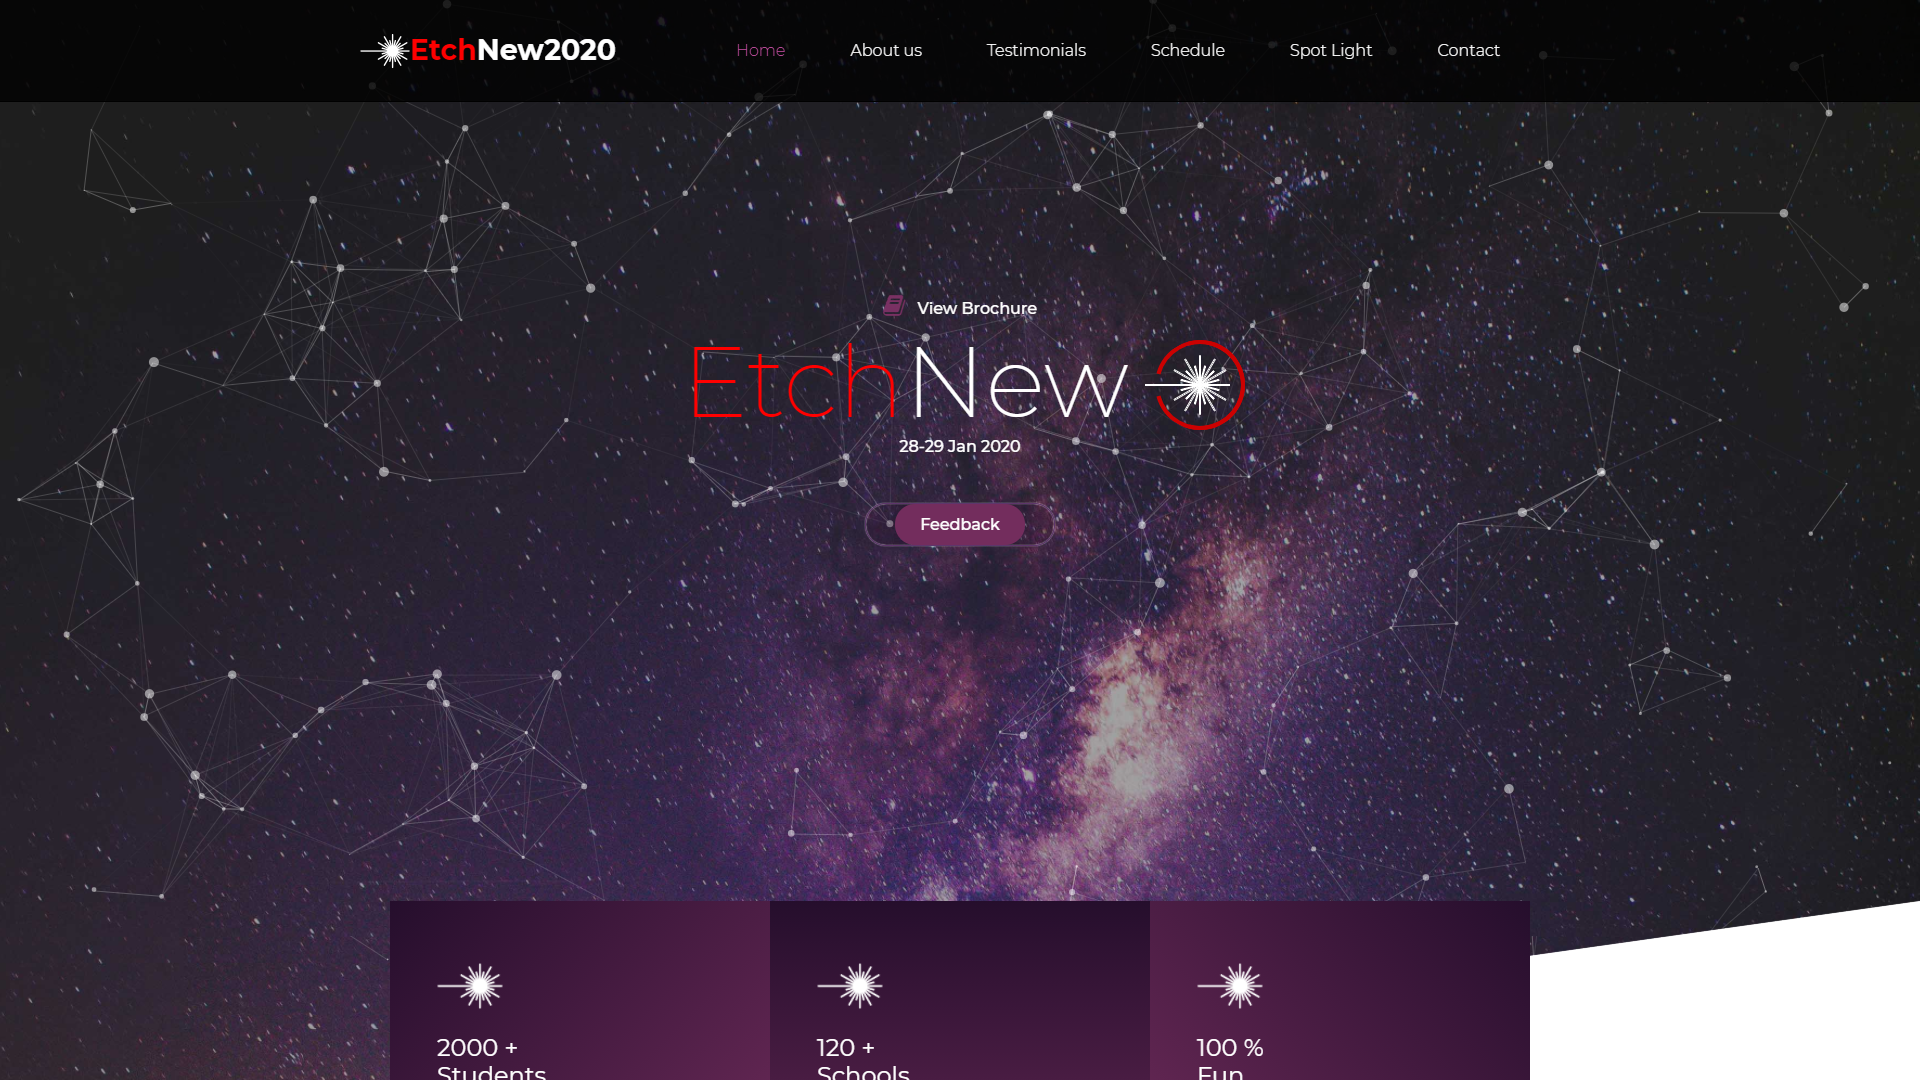 EtchNew2020
Home
About us
Testimonials
Schedule
Spot Light
Contact
View Brochure
EtchNew
28-29 Jan 2020
Feedback
2000 +
Students
120 +
Schools
100 %
Fun